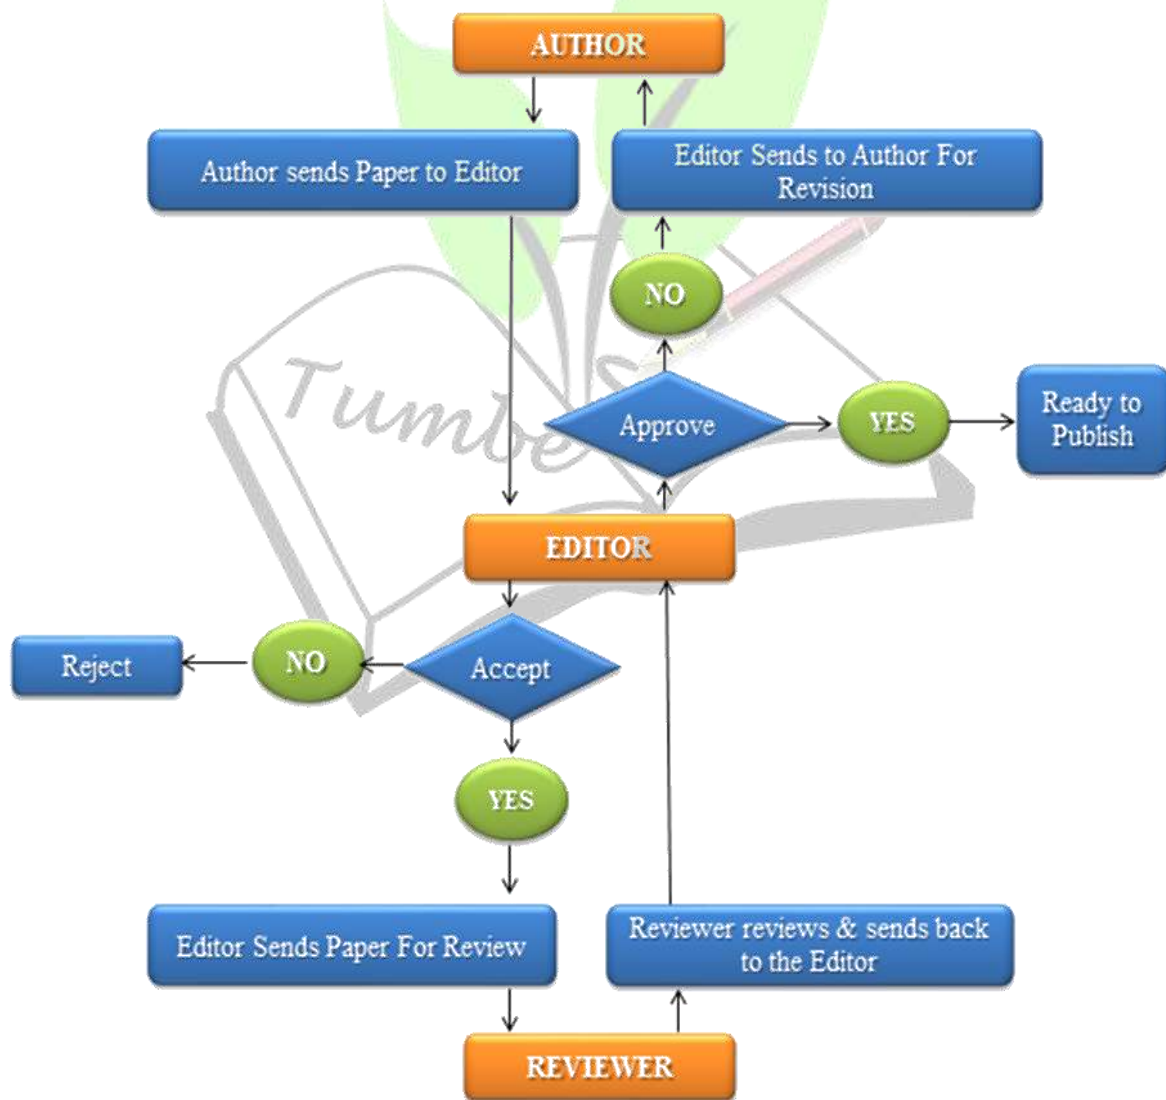 AUTHOR
Author sends Paper to Editor
Editor Sends to Author For
Revision
NO
Tumbe
Approve
YES
Ready to
Publish
EDITOR
Reject
NO
Accept
YES
Editor Sends Paper For Review
Reviewer reviews & sends back
to the Editor
REVIEWER